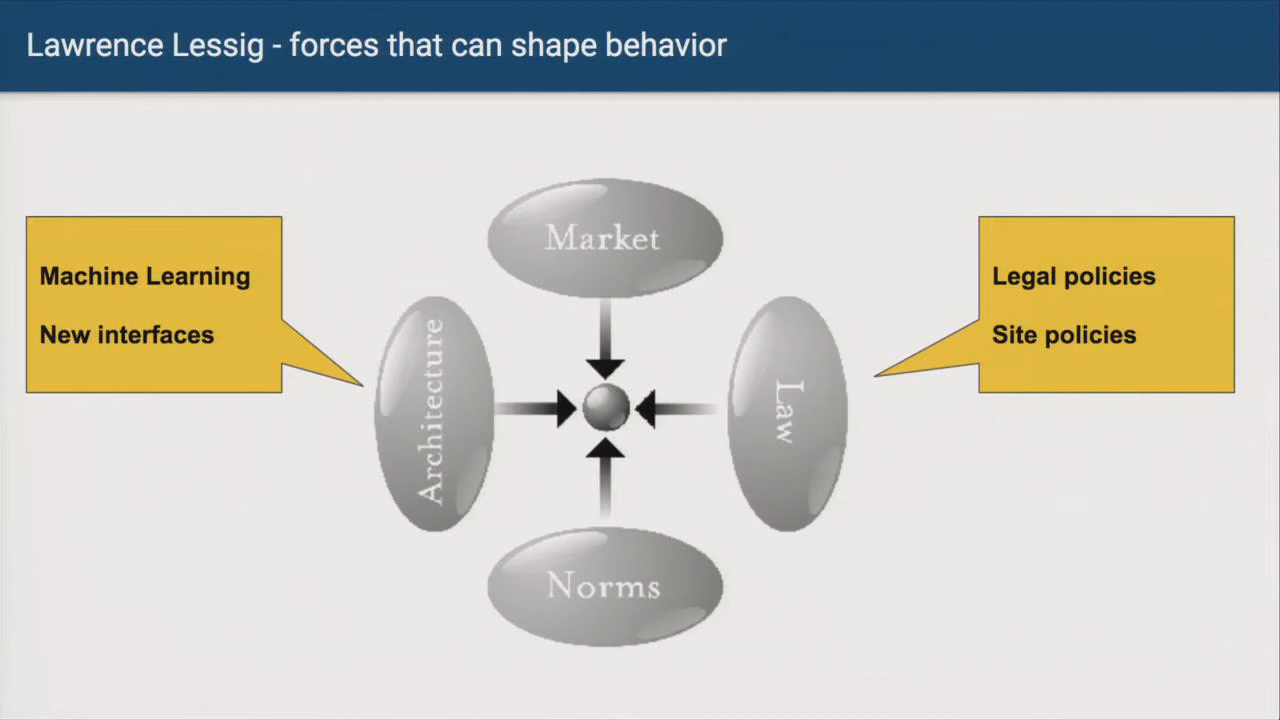 Lawrence Lessig - forces that can shape behavior
Machine Learning
New interfaces
Market
Architecture
Law
Norms
Legal policies
Site policies